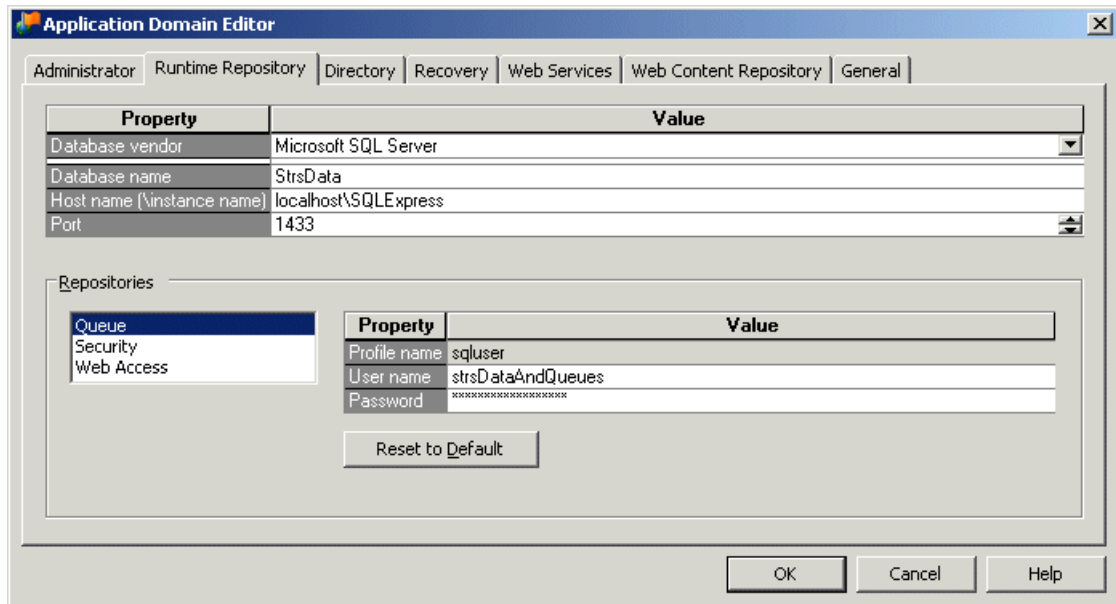 Application Domain Editor
Administrator Runtime Repository Directory Recovery Web Services Web Content Repository General
Property Value
Database vendor Microsoft SQL Server
Database name StrsData
Host name (\instance name) localhost\SQLExpress
Port 1433
Repositories
Queue
Security
Web Access
Property Value
Profile name sqluser
User name strsDataAndQueues
Password ******************
Reset to Default
OK Cancel Help